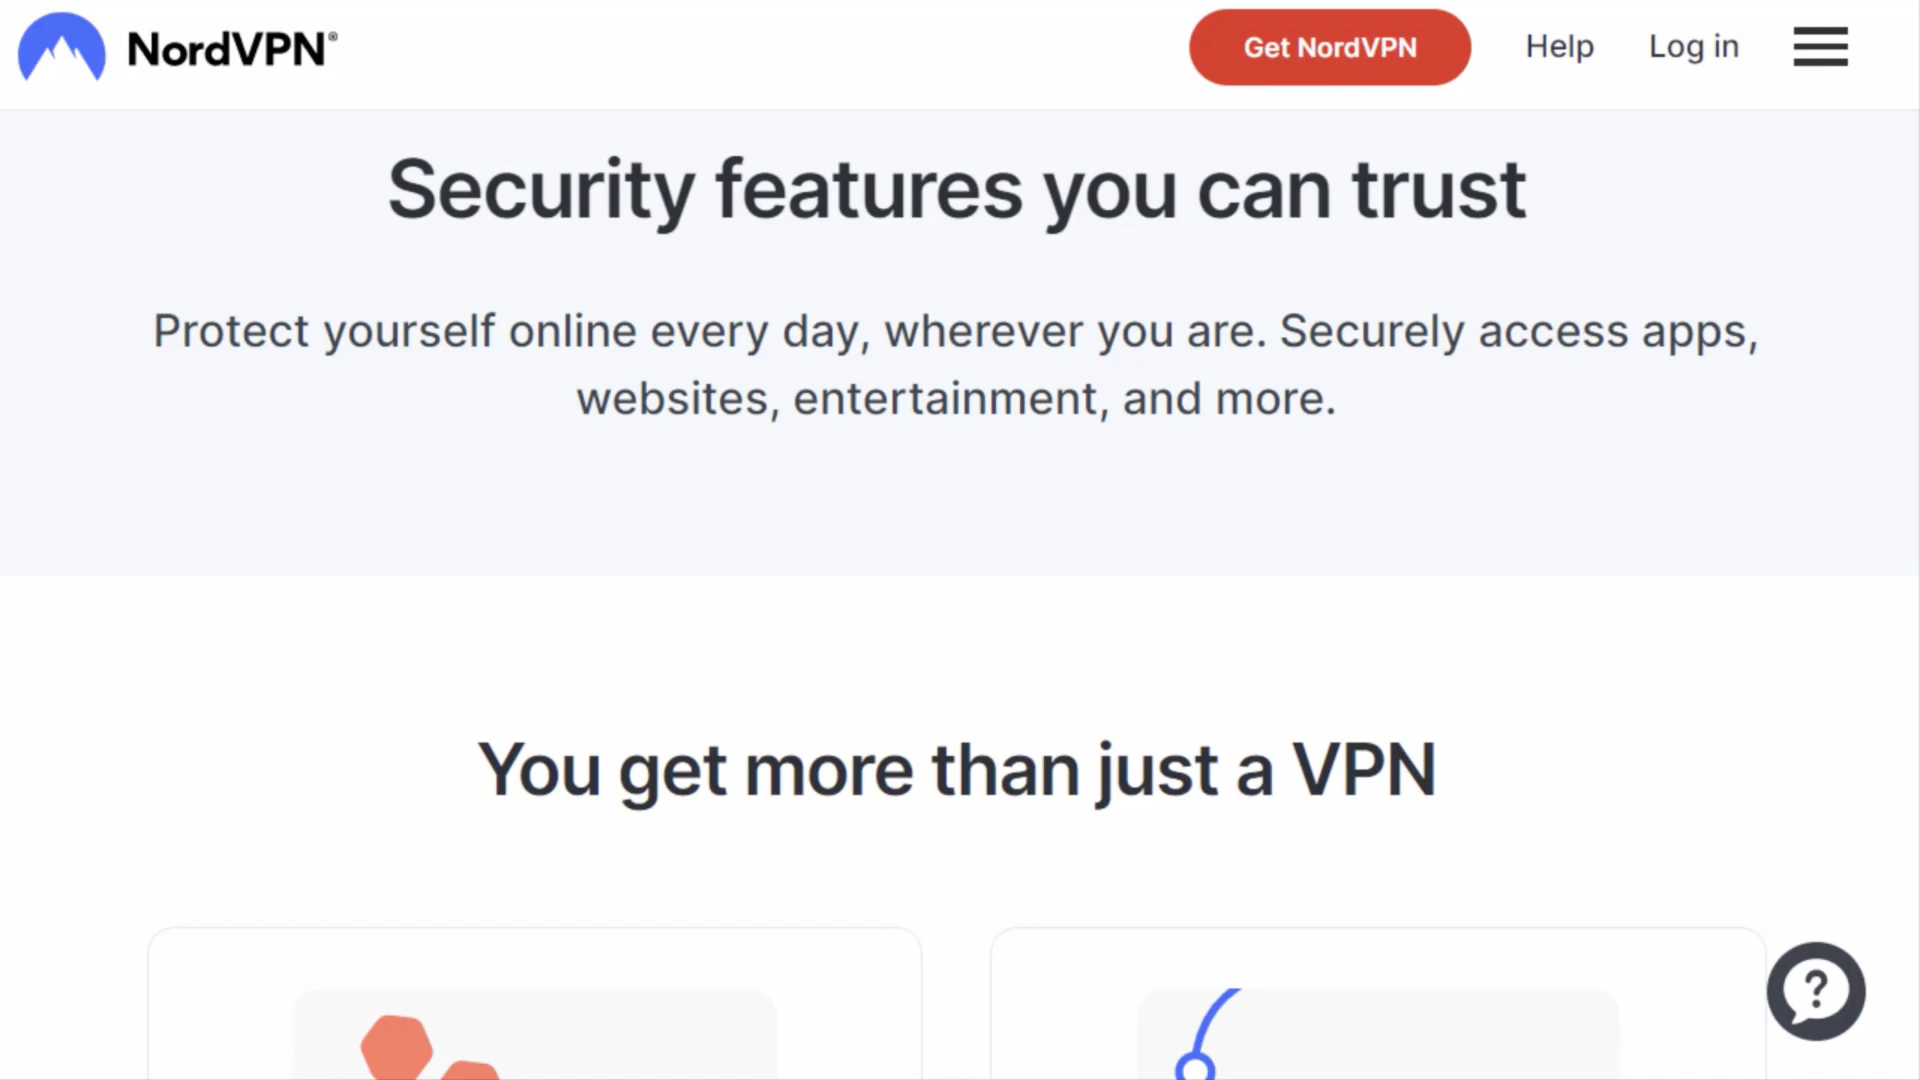 NordVPN®
Get NordVPN
Help
Log in
Security features you can trust
Protect yourself online every day, wherever you are. Securely access apps,
websites, entertainment, and more.
You get more than just a VPN
?